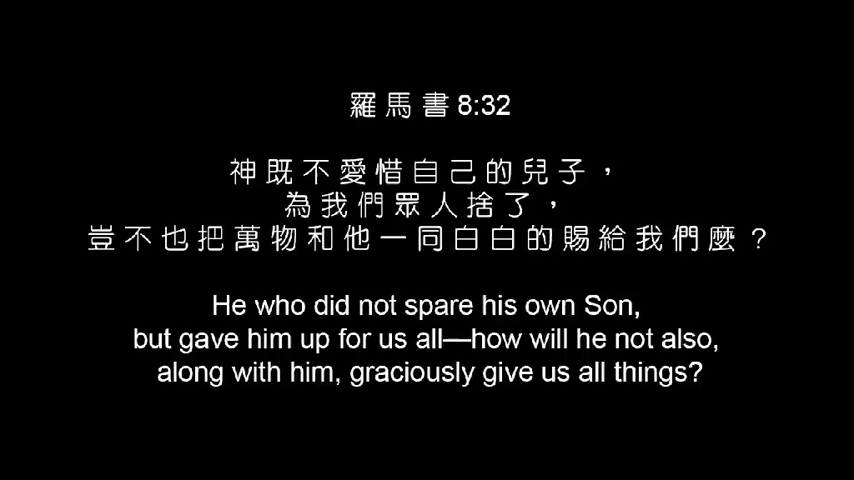 羅馬書 8:32
神既不愛惜自己的兒子，
為我們眾人捨了，
豈不也把萬物和他一同白白的賜給我們麼？
He who did not spare his own Son,
but gave him up for us all—how will he not also,
along with him, graciously give us all things?